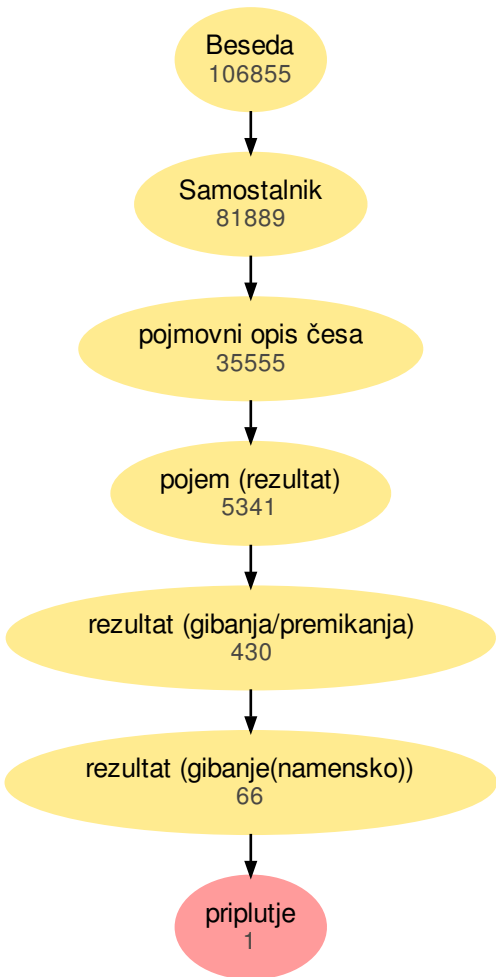 Beseda
106855
Samostalnik
81889
pojmovni opis česa
35555
pojem (rezultat)
5341
rezultat (gibanja/premikanja)
430
rezultat (gibanje(namensko))
66
priplutje
1